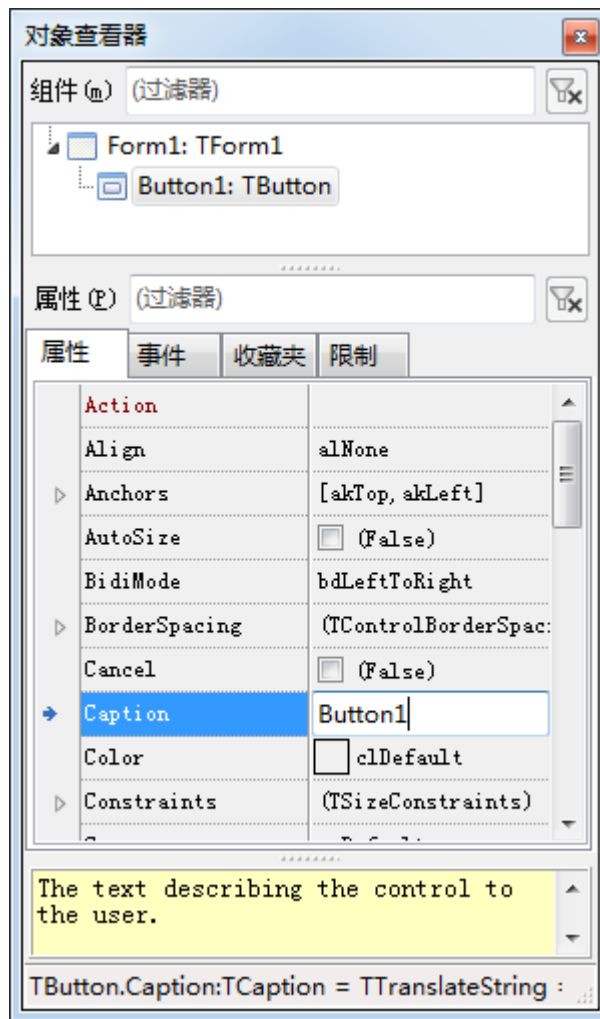 对象查看器
组件(m) (过滤器)
Form1: TForm1
Button1: TButton
属性(P) (过滤器)
属性 事件 收藏夹 限制
Action
Align alNone
Anchors [akTop, akLeft]
AutoSize (False)
BidiMode bdLeftToRight
BorderSpacing (TControlBorderSpac:
Cancel (False)
Caption Button1
Color clDefault
Constraints (TSizeConstraints)
The text describing the control to
the user.
TButton.Caption:TCaption = TTranslateString :